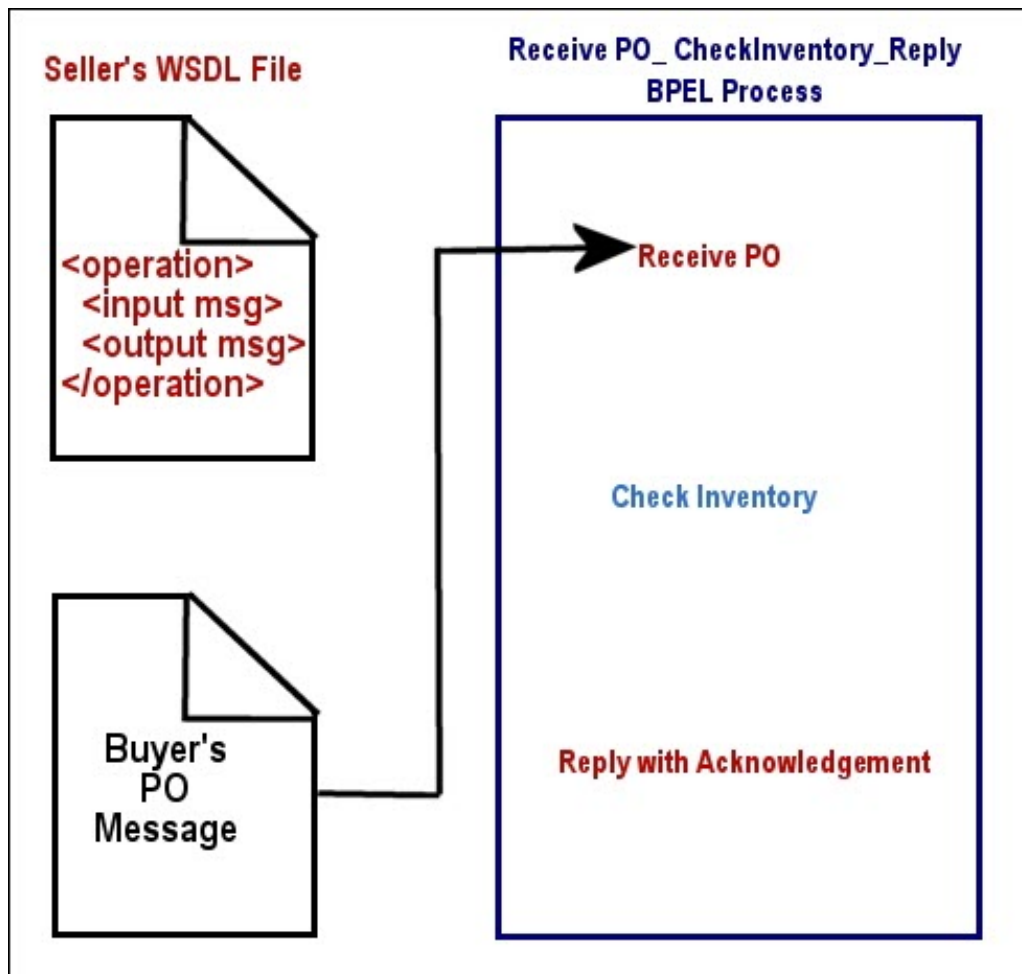 Seller's WSDL File
<operation>
<input msg>
<output msg>
</operation>
Buyer's
PO
Message
Receive PO_ CheckInventory_Reply
BPEL Process
Receive PO
Check Inventory
Reply with Acknowledgement